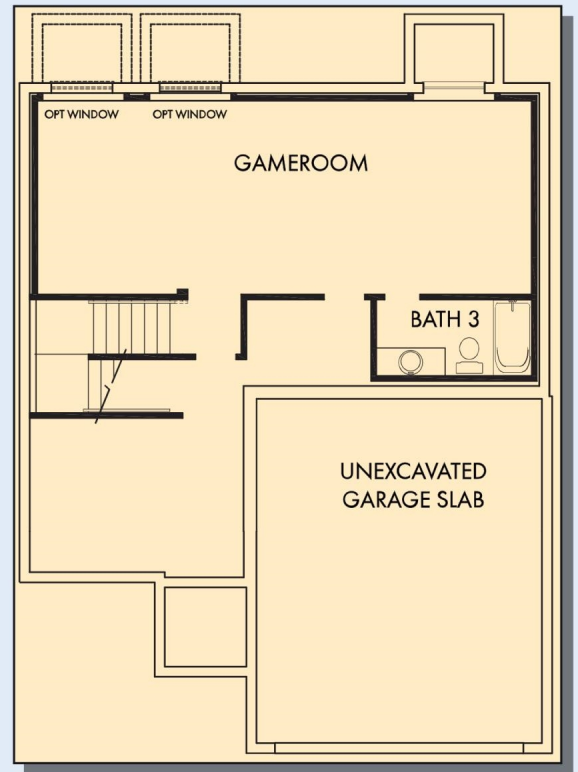 OPT WINDOW
OPT WINDOW
GAMEROOM
BATH 3
UNEXCAVATED
GARAGE SLAB